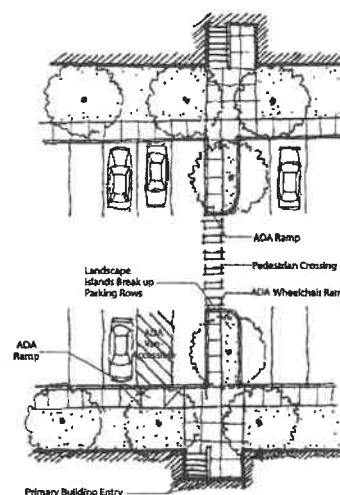 ADA Ramp
Pedestrian Crossing
Landscape
Islands Break up
Parking Rows
ADA Wheelchair Ram
ADA
Ramp
ADA
Van
Accessible
Primary Building Entry